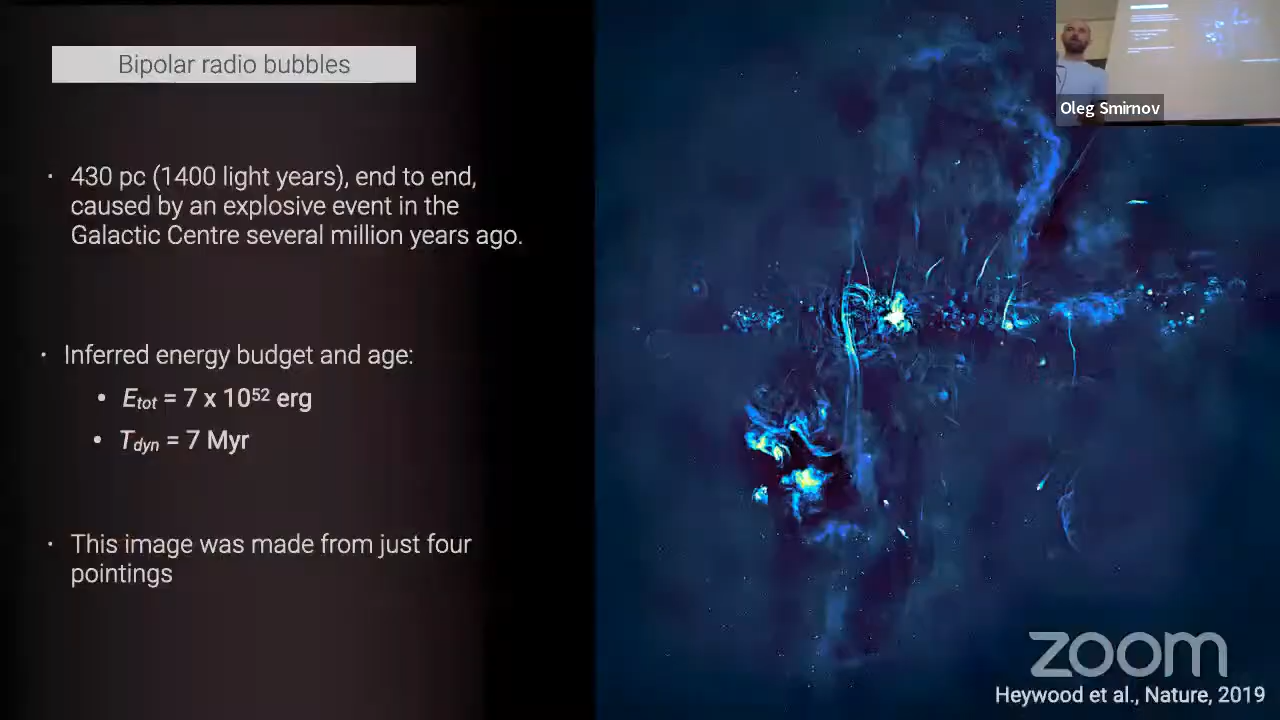 Bipolar radio bubbles
Oleg Smirnov
· 430 pc (1400 light years), end to end,
caused by an explosive event in the
Galactic Centre several million years ago.
· Inferred energy budget and age:
• Etot = 7 x 10⁵² erg
• Tdyn = 7 Myr
· This image was made from just four
pointings
zoom
Heywood et al., Nature, 2019